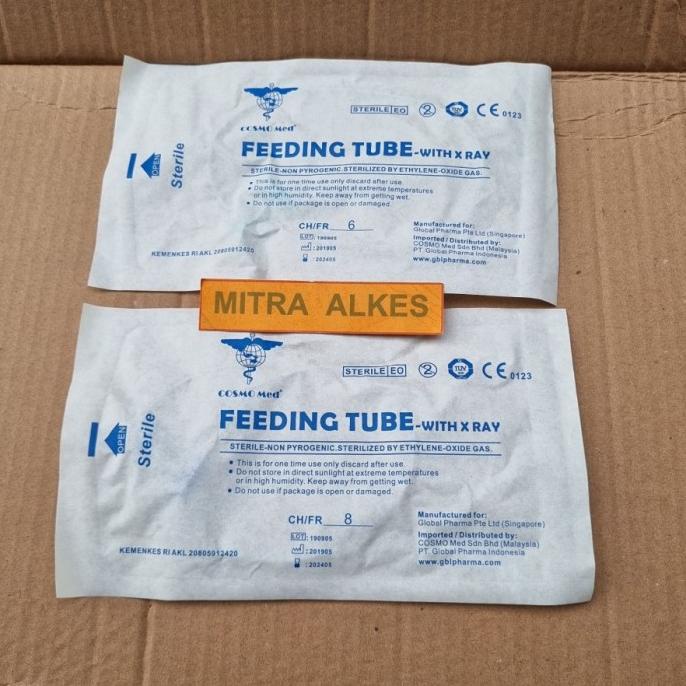 COSMO Med®
STERILE EO 2 TÜV CE 0123
FEEDING TUBE-WITH X RAY
STERILE-NON PYROGENIC.STERILIZED BY ETHYLENE-OXIDE GAS.
• This is for one time use only discard after use.
• Do not store in direct sunlight at extreme temperatures
or in high humidity. Keep away from getting wet.
• Do not use if package is open or damaged.
OPEN
Sterile
CH/FR 6
LOT: 190905
: 201905
: 202405
KEMENKES RI AKL 20805912420
Manufactured for:
Global Pharma Pte Ltd (Singapore)
Imported / Distributed by:
COSMO Med Sdn Bhd (Malaysia)
PT. Global Pharma Indonesia
www.gblpharma.com
MITRA ALKES
COSMO Med®
STERILE EO 2 TÜV CE 0123
FEEDING TUBE-WITH X RAY
STERILE-NON PYROGENIC.STERILIZED BY ETHYLENE-OXIDE GAS.
• This is for one time use only discard after use.
• Do not store in direct sunlight at extreme temperatures
or in high humidity. Keep away from getting wet.
• Do not use if package is open or damaged.
OPEN
Sterile
CH/FR 8
LOT: 190905
: 201905
: 202405
KEMENKES RI AKL 20805912420
Manufactured for:
Global Pharma Pte Ltd (Singapore)
Imported / Distributed by:
COSMO Med Sdn Bhd (Malaysia)
PT. Global Pharma Indonesia
www.gblpharma.com